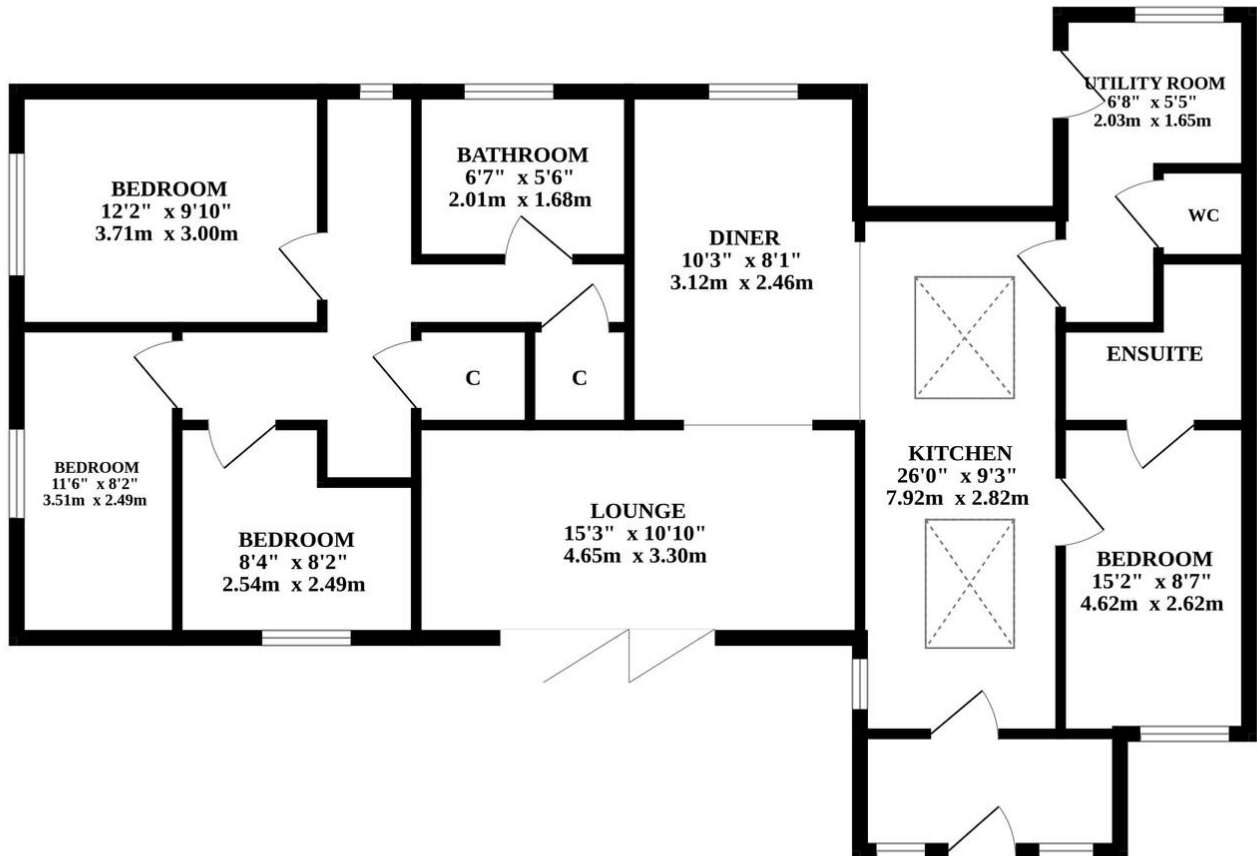 UTILITY ROOM
6'8" x 5'5"
2.03m x 1.65m
BATHROOM
6'7" x 5'6"
2.01m x 1.68m
BEDROOM
12'2" x 9'10"
3.71m x 3.00m
WC
DINER
10'3" x 8'1"
3.12m x 2.46m
ENSUITE
C
C
KITCHEN
26'0" x 9'3"
7.92m x 2.82m
BEDROOM
11'6" x 8'2"
3.51m x 2.49m
LOUNGE
15'3" x 10'10"
4.65m x 3.30m
BEDROOM
8'4" x 8'2"
2.54m x 2.49m
BEDROOM
15'2" x 8'7"
4.62m x 2.62m